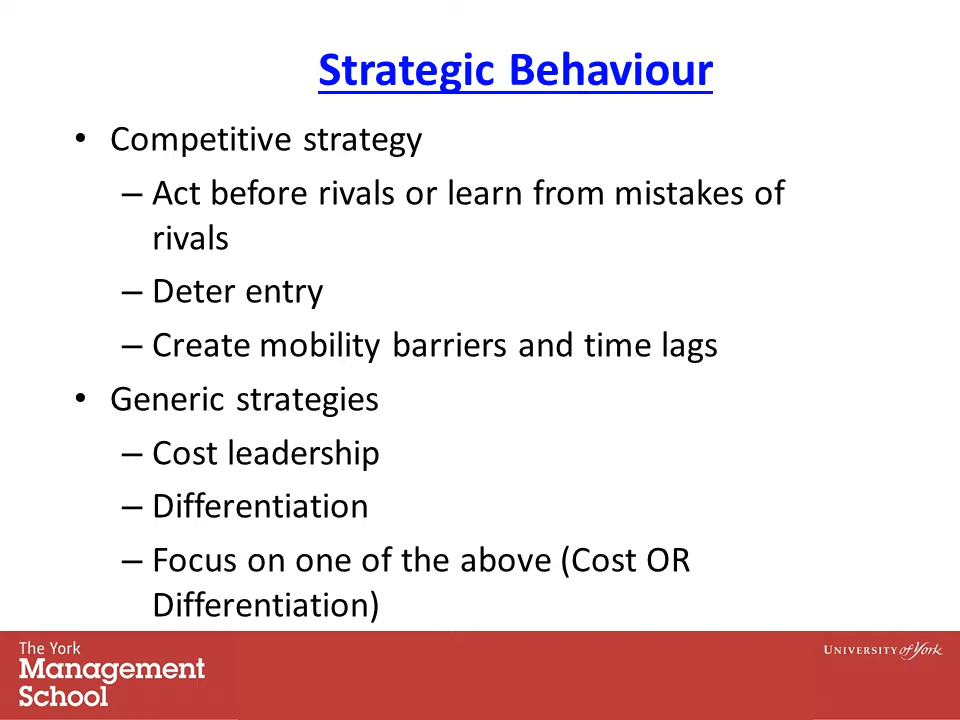 Strategic Behaviour
• Competitive strategy
– Act before rivals or learn from mistakes of
rivals
– Deter entry
– Create mobility barriers and time lags
• Generic strategies
– Cost leadership
– Differentiation
– Focus on one of the above (Cost OR
Differentiation)
The York
Management
School
UNIVERSITY of York